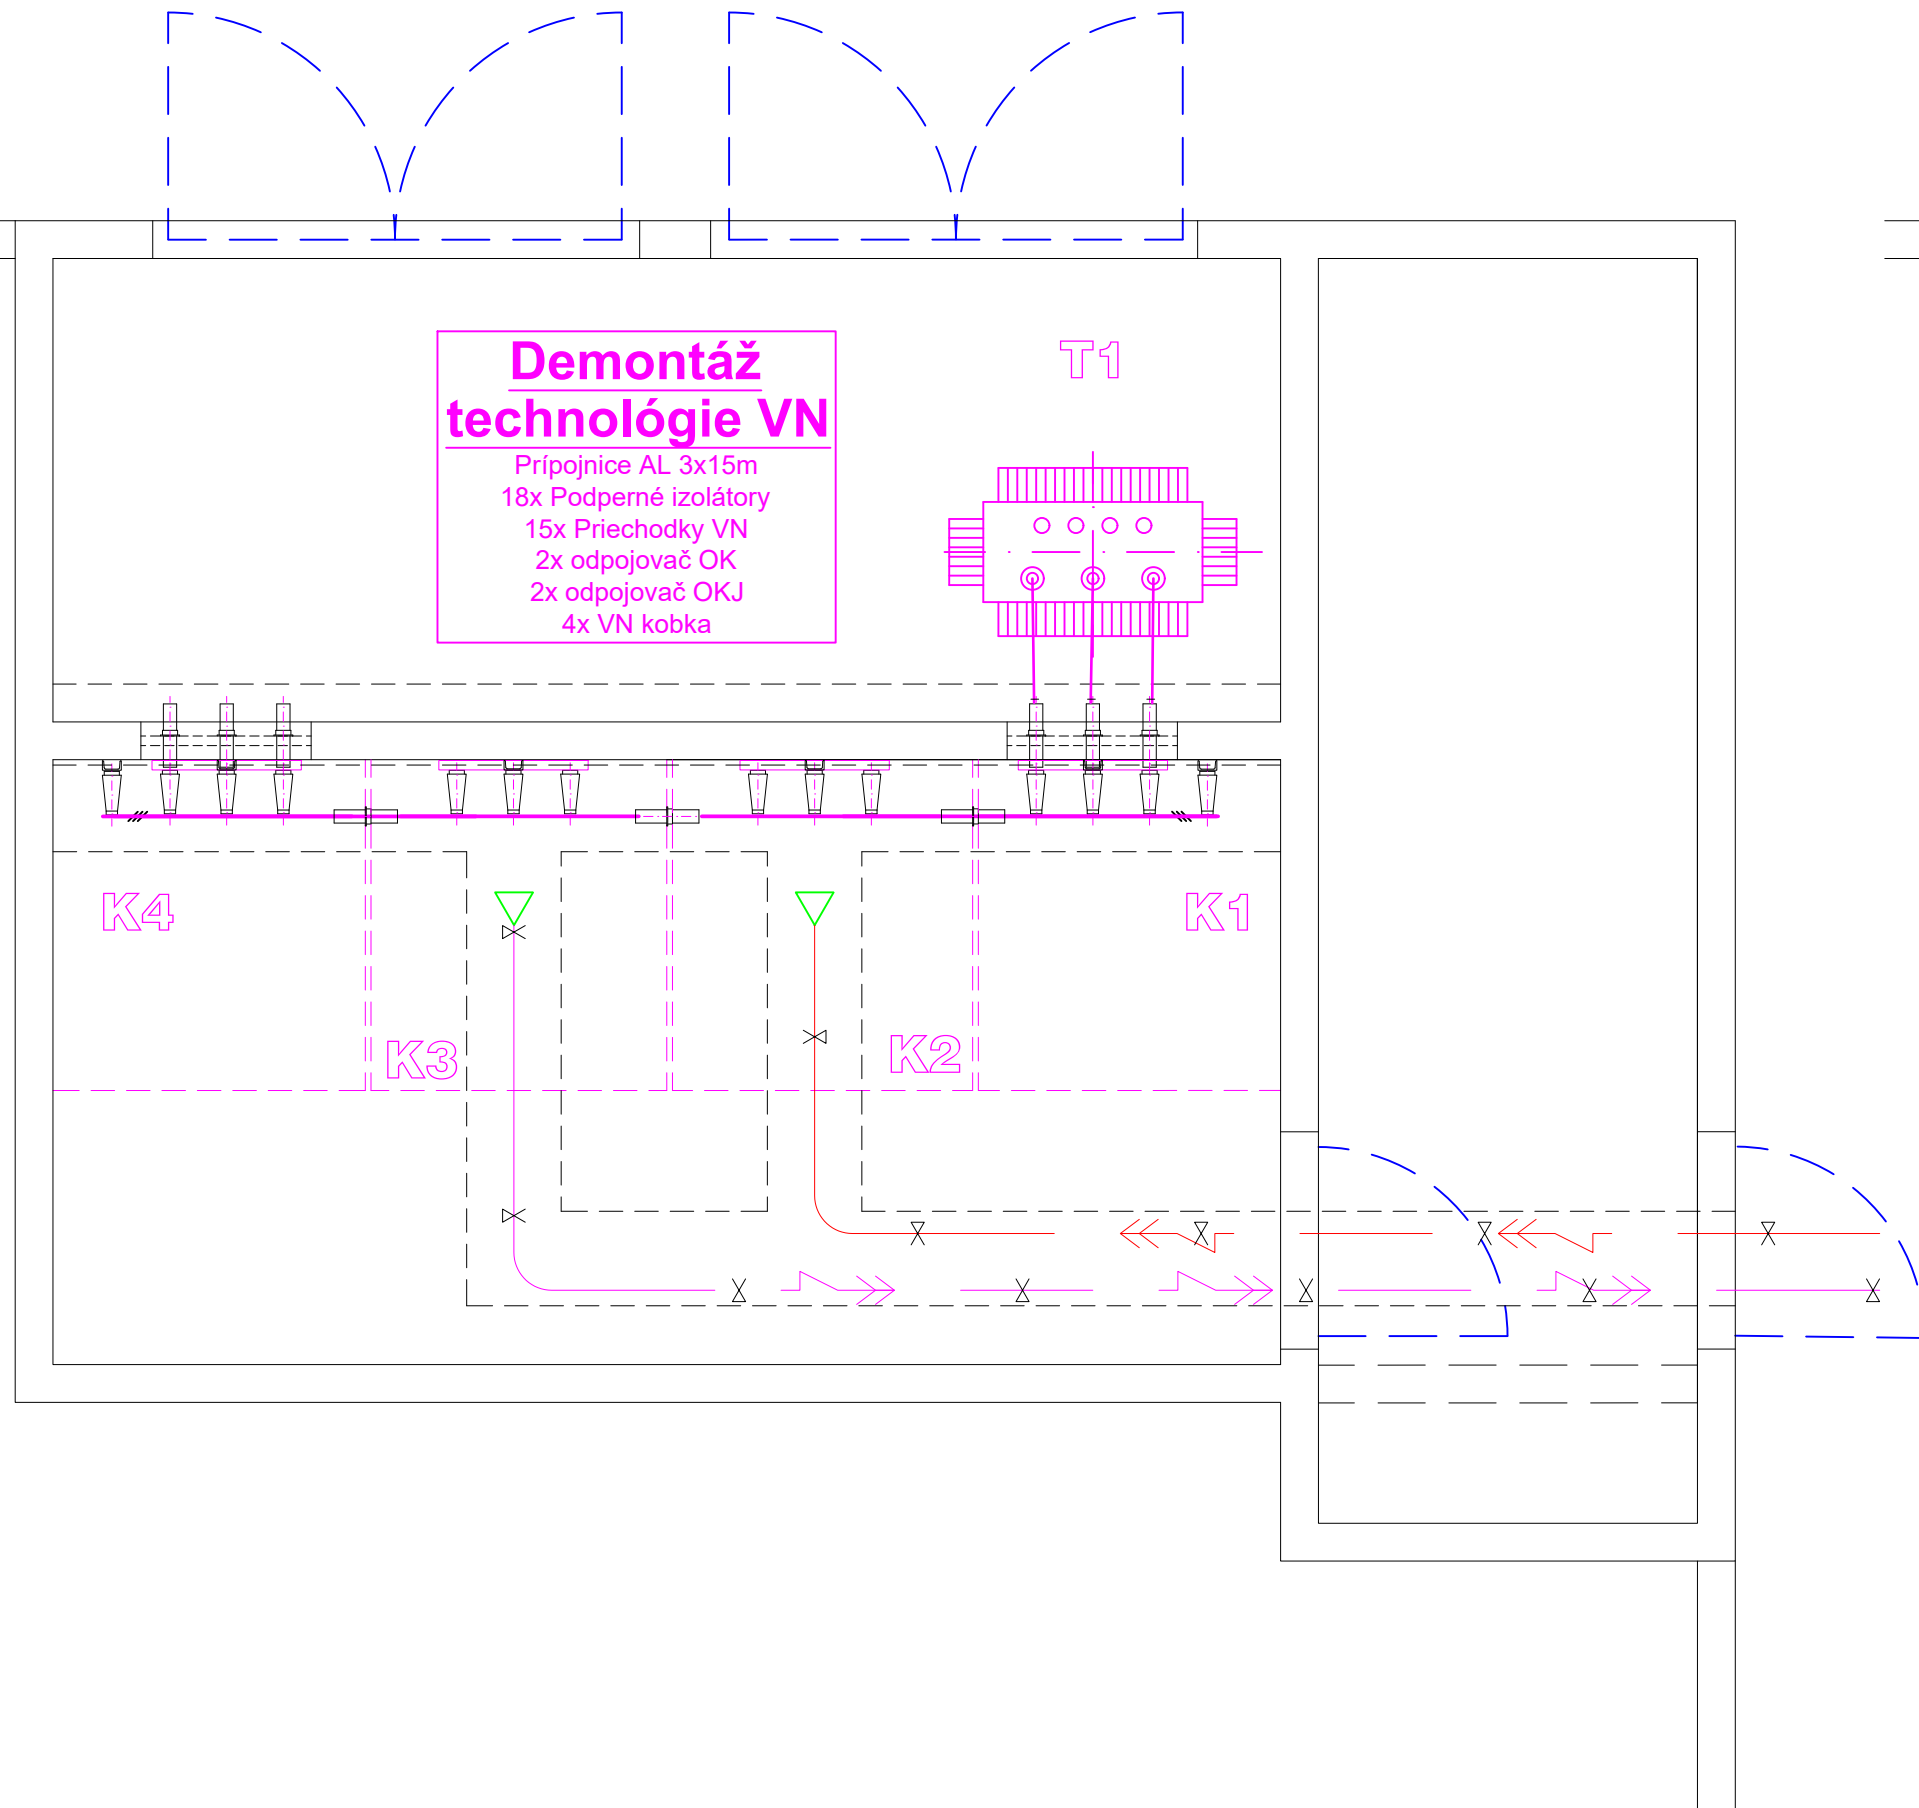 Demontáž
technológie VN
Prípojnice AL 3x15m
18x Podperné izolátory
15x Priechodky VN
2x odpojovač OK
2x odpojovač OKJ
4x VN kobka
T1
K4
K1
K3
K2